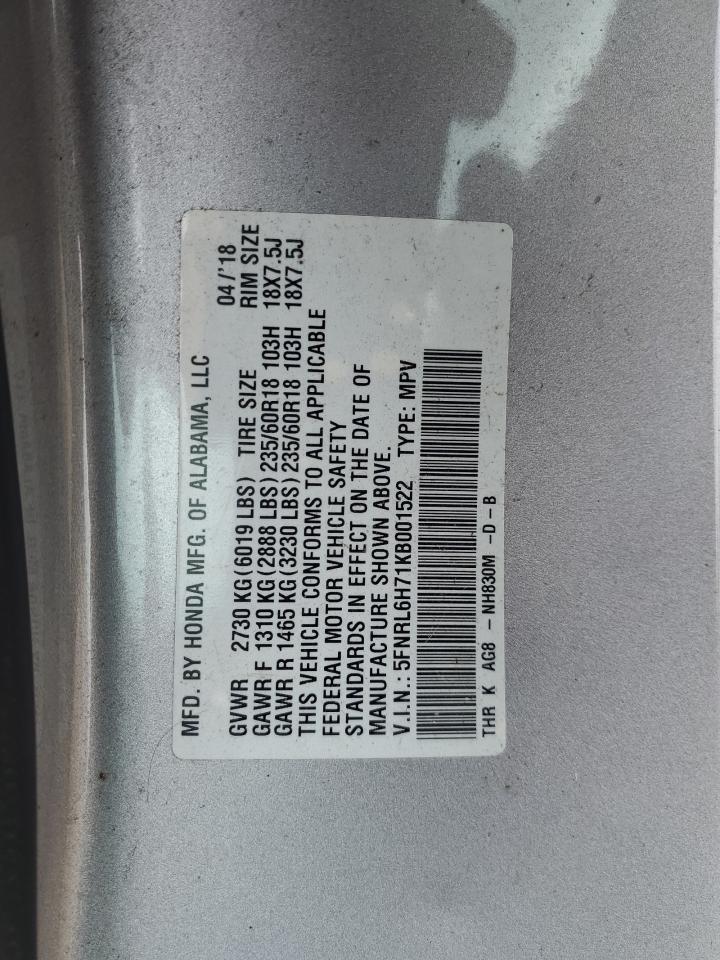 MFD. BY HONDA MFG. OF ALABAMA, LLC
04/'18
GVWR 2730 KG(6019 LBS) TIRE SIZE RIM SIZE
GAWR F 1310 KG(2888 LBS)235/60R18 103H 18X7.5J
GAWR R 1465 KG(3230 LBS)235/60R18 103H 18X7.5J
THIS VEHICLE CONFORMS TO ALL APPLICABLE
FEDERAL MOTOR VEHICLE SAFETY
STANDARDS IN EFFECT ON THE DATE OF
MANUFACTURE SHOWN ABOVE.
V.I.N.: 5FNRL6H71KB001522 TYPE: MPV
THR K AG8 - NH830M -D-B